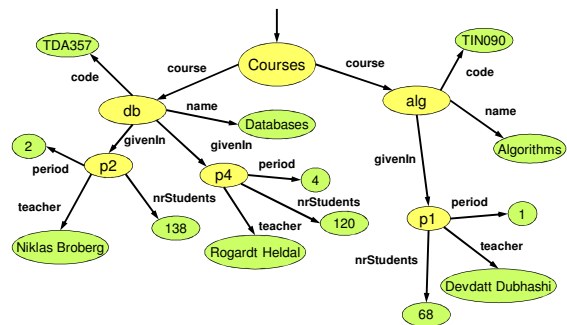 TDA357
TIN090
course
Courses
course
code
code
db
alg
name
name
Databases
givenIn
givenIn
Algorithms
2
period
p2
p4
period
4
givenIn
teacher
nrStudents
nrStudents
period
1
p1
138
teacher
120
Niklas Broberg
Rogardt Heldal
nrStudents
teacher
Devdatt Dubhashi
68